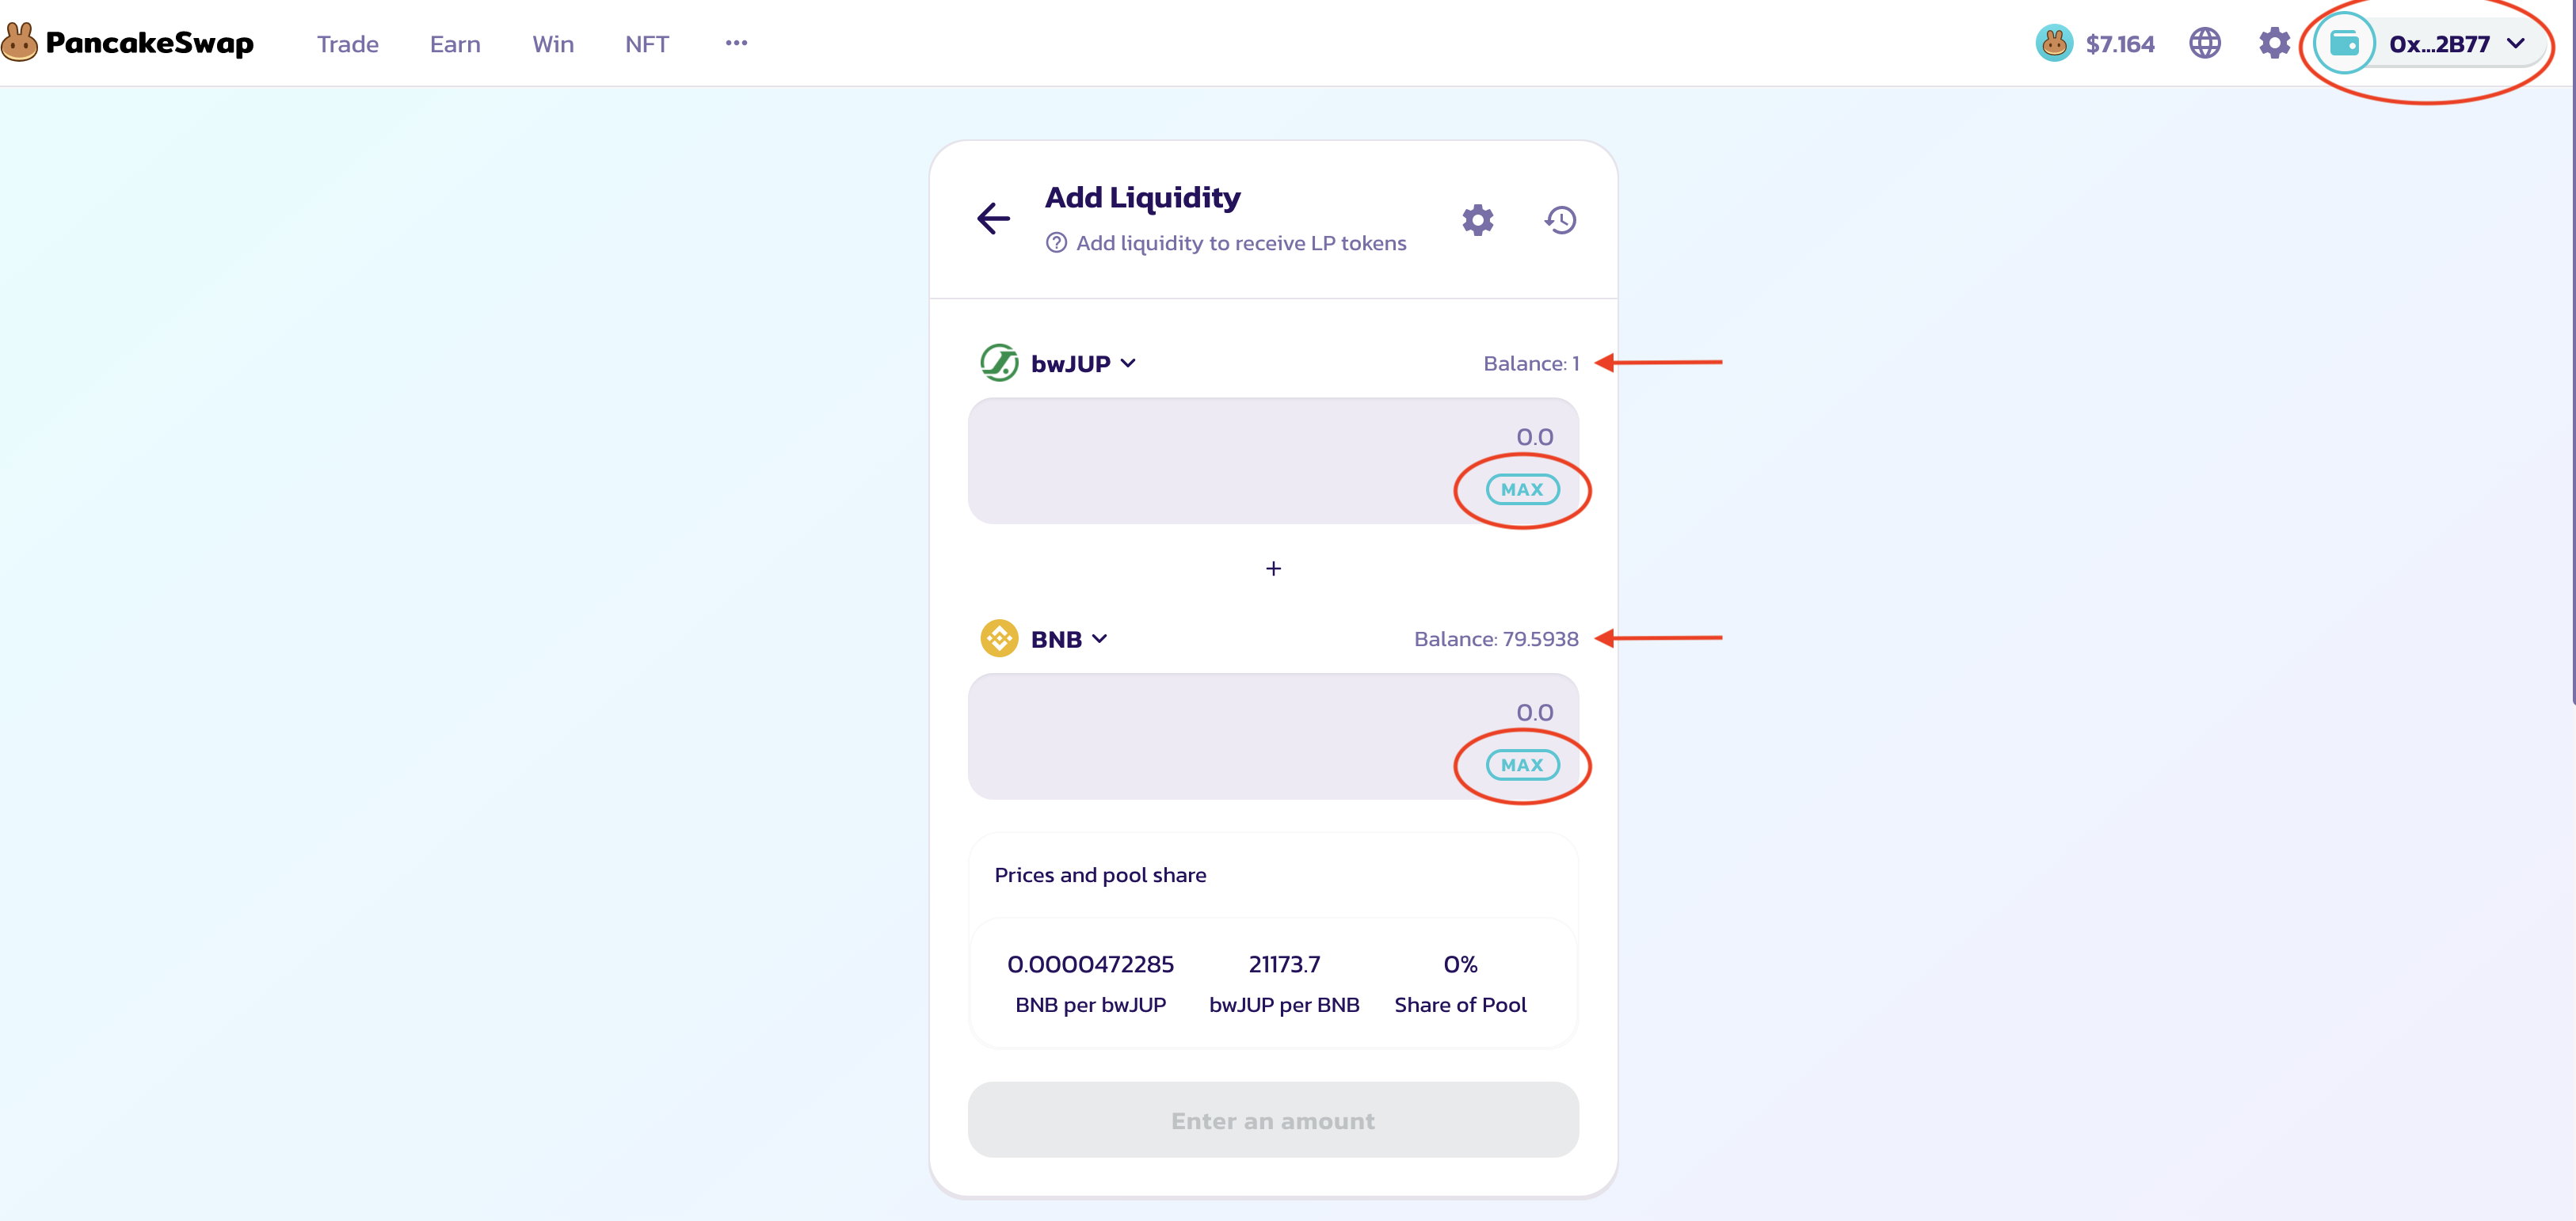 PancakeSwap
Trade
Earn
Win
NFT
$7.164
0x...2B77
Add Liquidity
Add liquidity to receive LP tokens
bwJUP
Balance: 1
0.0
MAX
+
BNB
Balance: 79.5938
0.0
MAX
Prices and pool share
0.0000472285
21173.7
0%
BNB per bwJUP
bwJUP per BNB
Share of Pool
Enter an amount